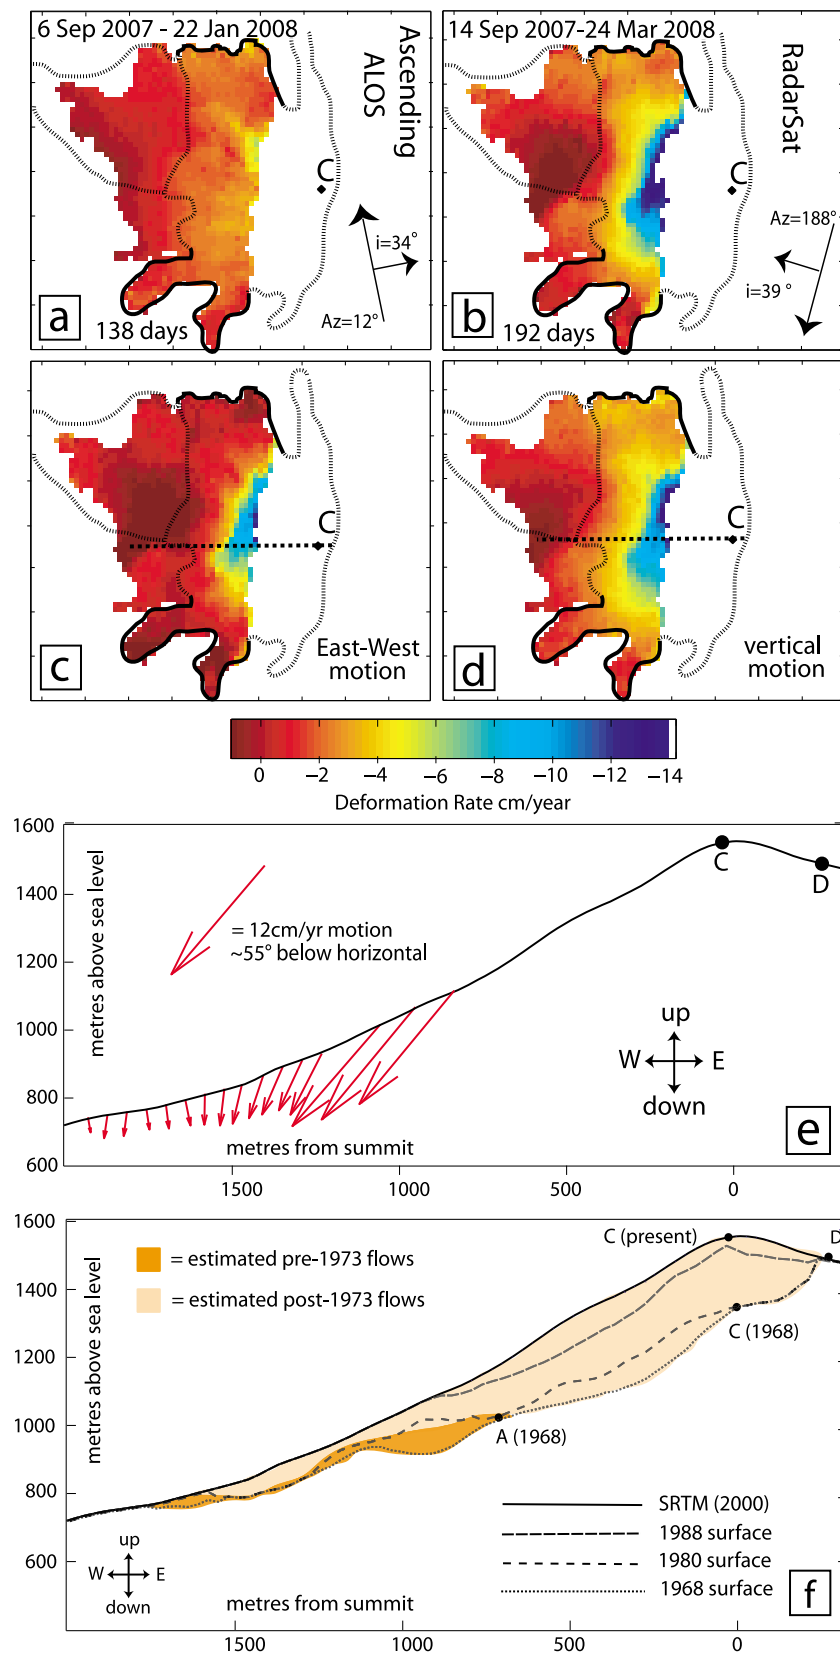 6 Sep 2007 - 22 Jan 2008
Ascending
ALOS
C
i=34°
Az=12°
a
138 days
14 Sep 2007-24 Mar 2008
RadarSat
C
Az=188°
i=39 °
b
192 days
C
c
East-West
motion
C
d
vertical
motion
0 −2 −4 −6 −8 −10 −12 −14
Deformation Rate cm/year
1600
1400
1200
1000
800
600
metres above sea level
= 12cm/yr motion
~55° below horizontal
C
D
up
W E
down
metres from summit
e
1500 1000 500 0
1600
1400
1200
1000
800
600
metres above sea level
= estimated pre-1973 flows
= estimated post-1973 flows
C (present)
D
C (1968)
A (1968)
SRTM (2000)
1988 surface
1980 surface
1968 surface
up
W E
down
metres from summit
f
1500 1000 500 0